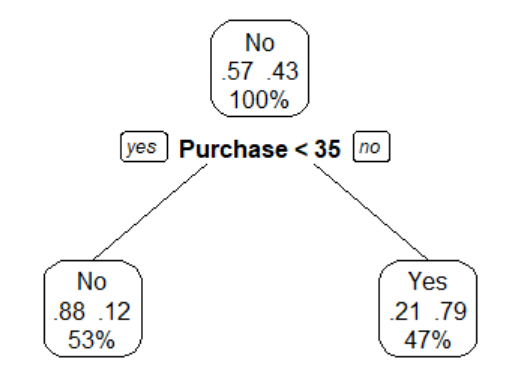 No
.57 .43
100%
yes Purchase < 35 no
No
.88 .12
53%
Yes
.21 .79
47%